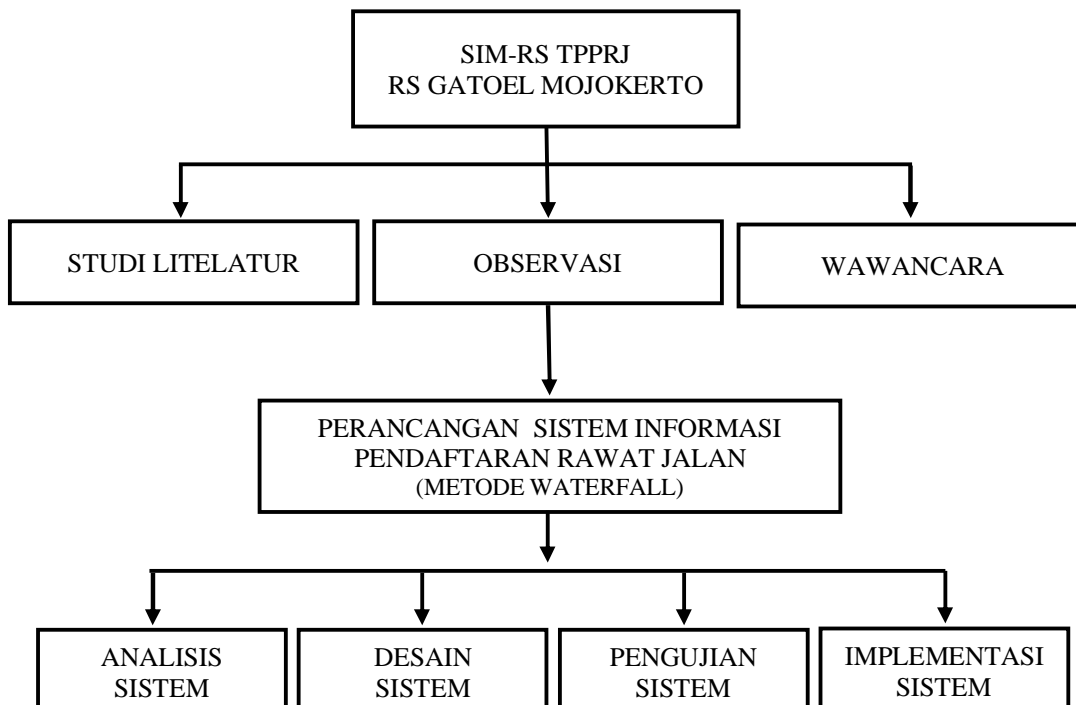 SIM-RS TPPRJ
RS GATOEL MOJOKERTO
STUDI LITELATUR
OBSERVASI
WAWANCARA
PERANCANGAN SISTEM INFORMASI
PENDAFTARAN RAWAT JALAN
(METODE WATERFALL)
ANALISIS
SISTEM
DESAIN
SISTEM
PENGUJIAN
SISTEM
IMPLEMENTASI
SISTEM